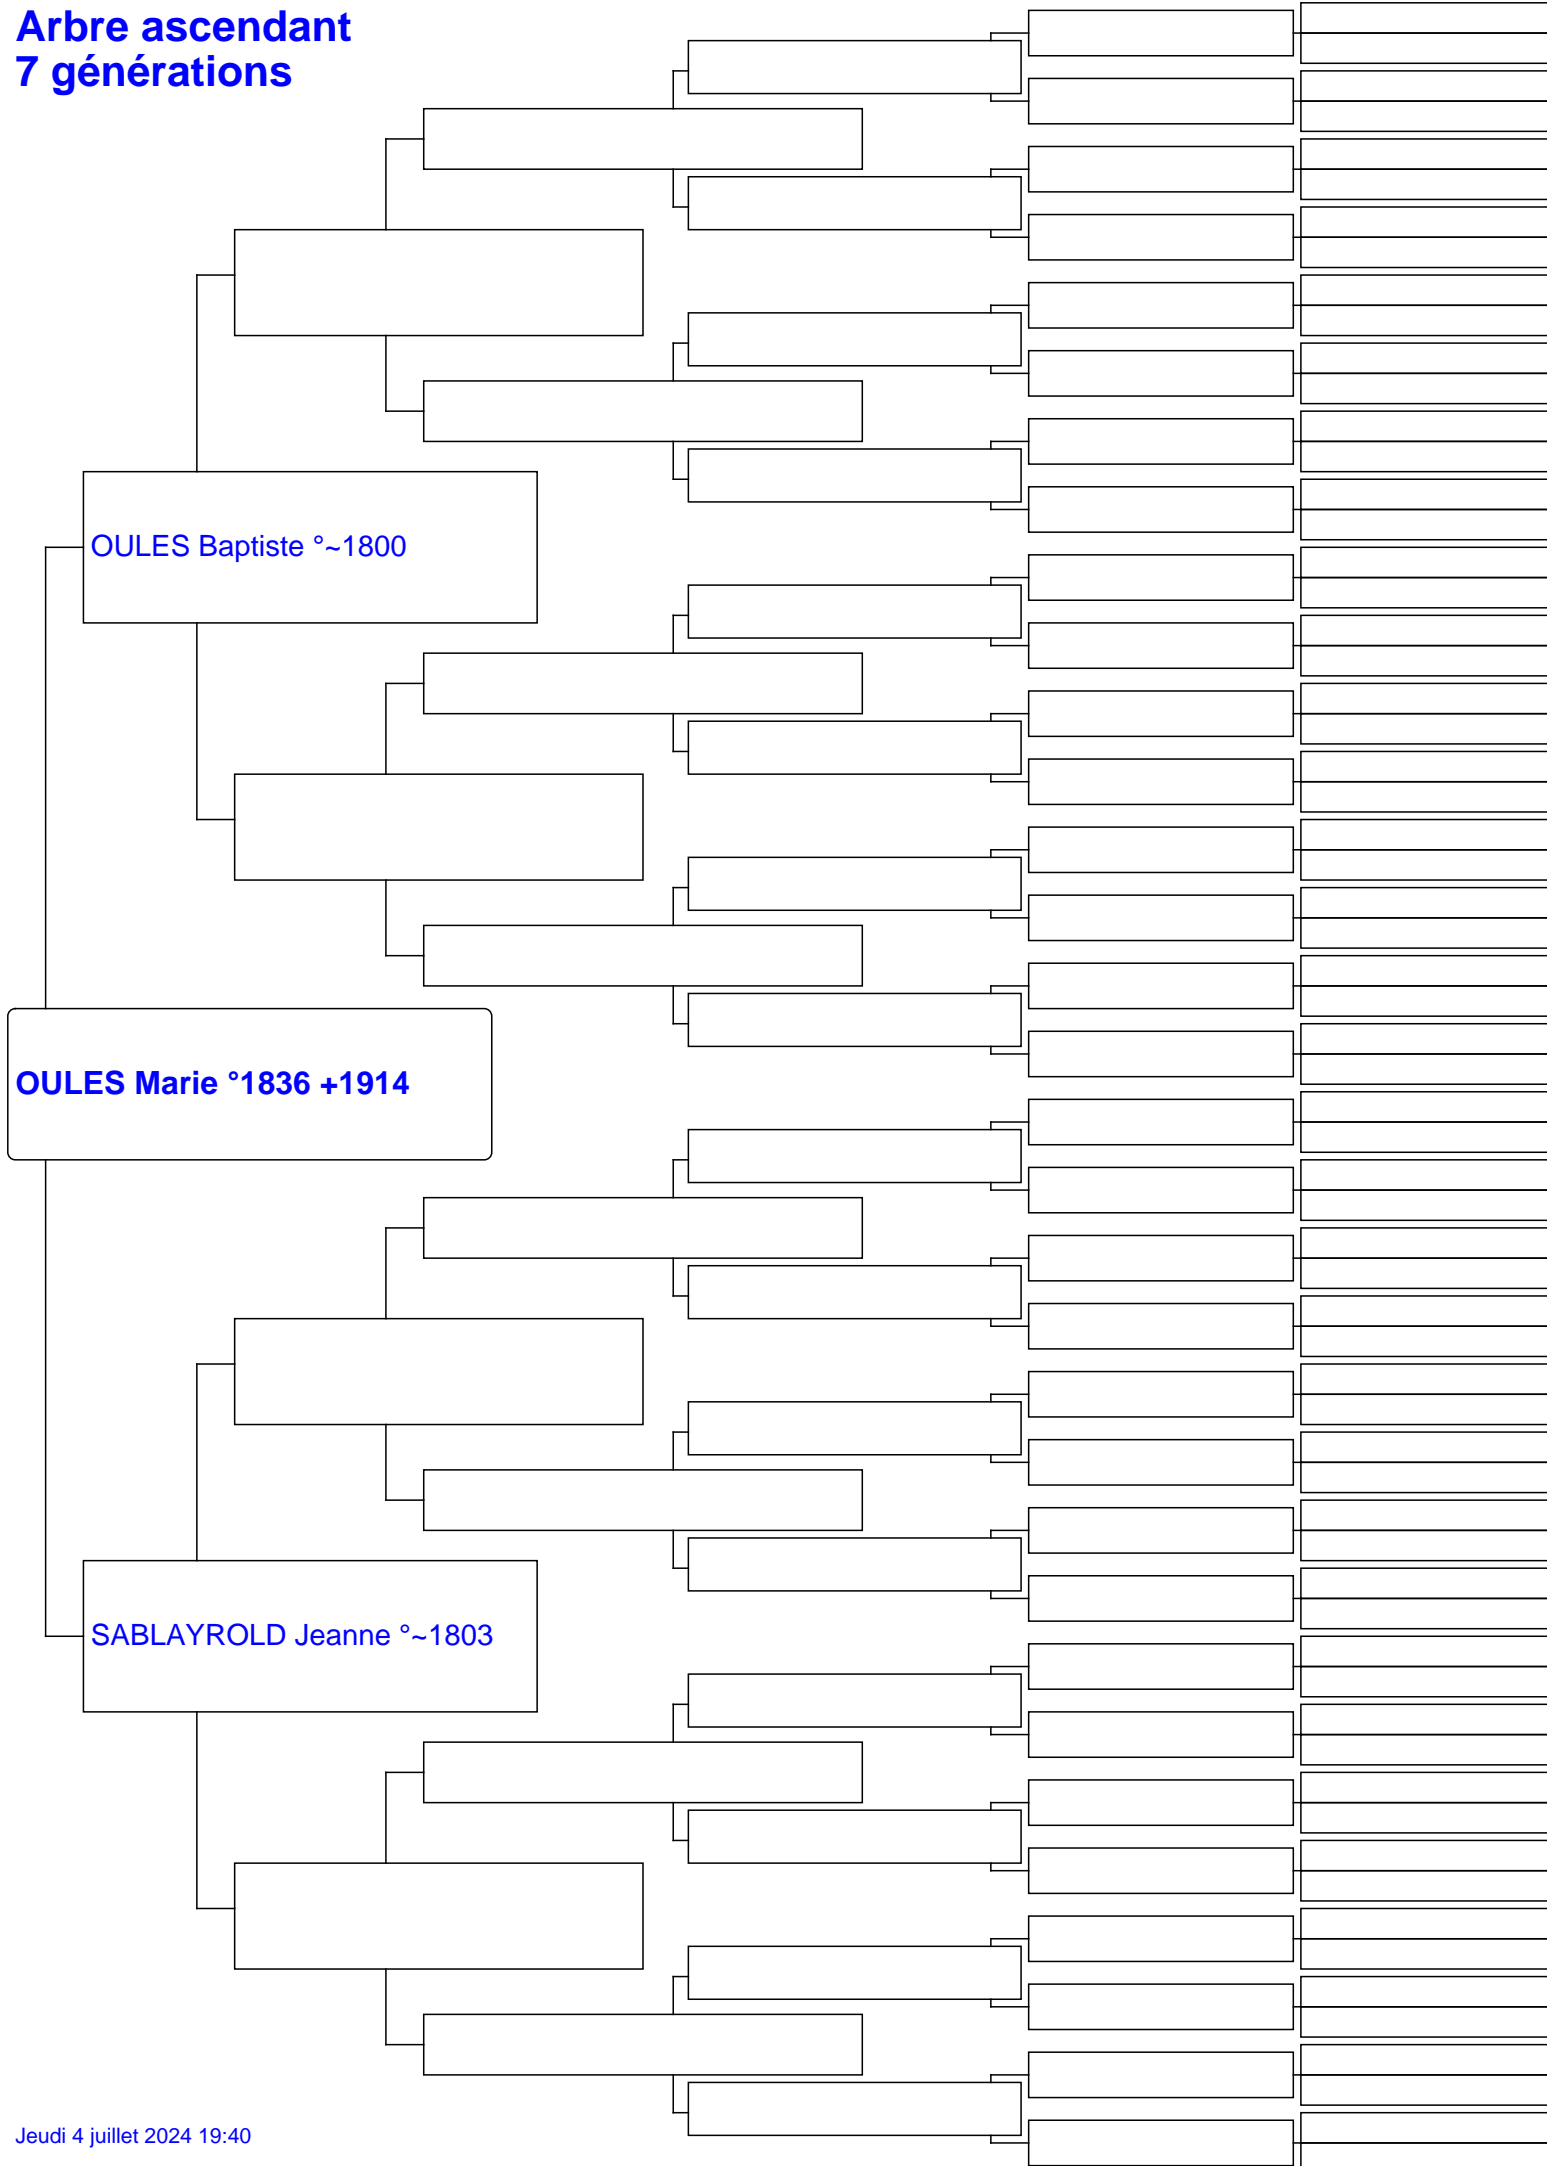 Arbre ascendant
7 générations
OULES Baptiste °~1800
OULES Marie °1836 +1914
SABLAYROLD Jeanne °~1803
Jeudi 4 juillet 2024 19:40